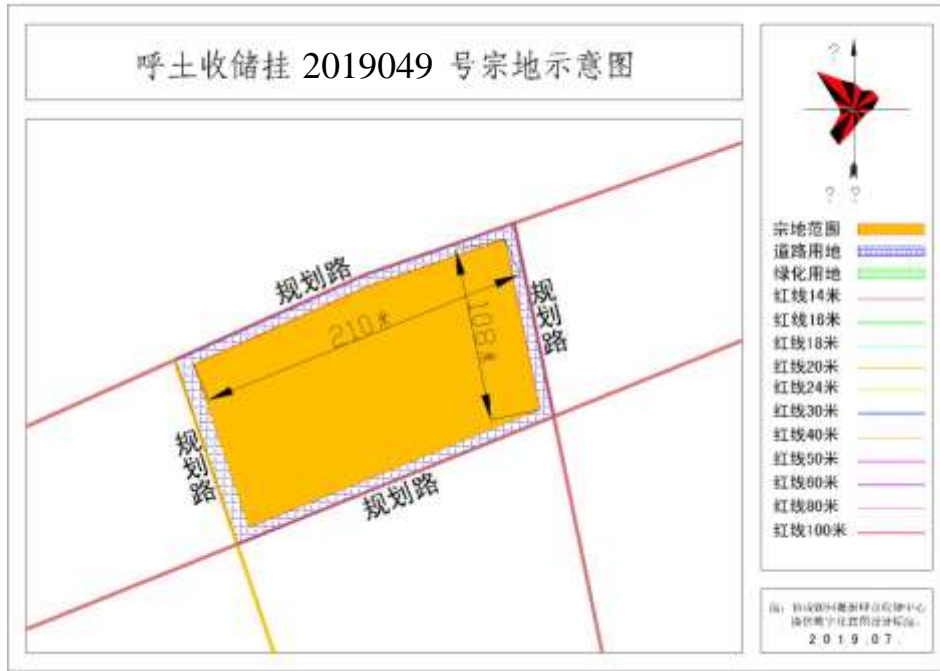 呼土收储挂 2019049 号宗地示意图
?
? ?
规划路
规划路
210米
108米
规划路
规划路
宗地范围
道路用地
绿化用地
红线14米
红线16米
红线18米
红线20米
红线24米
红线30米
红线40米
红线50米
红线60米
红线80米
红线100米
2019.07.